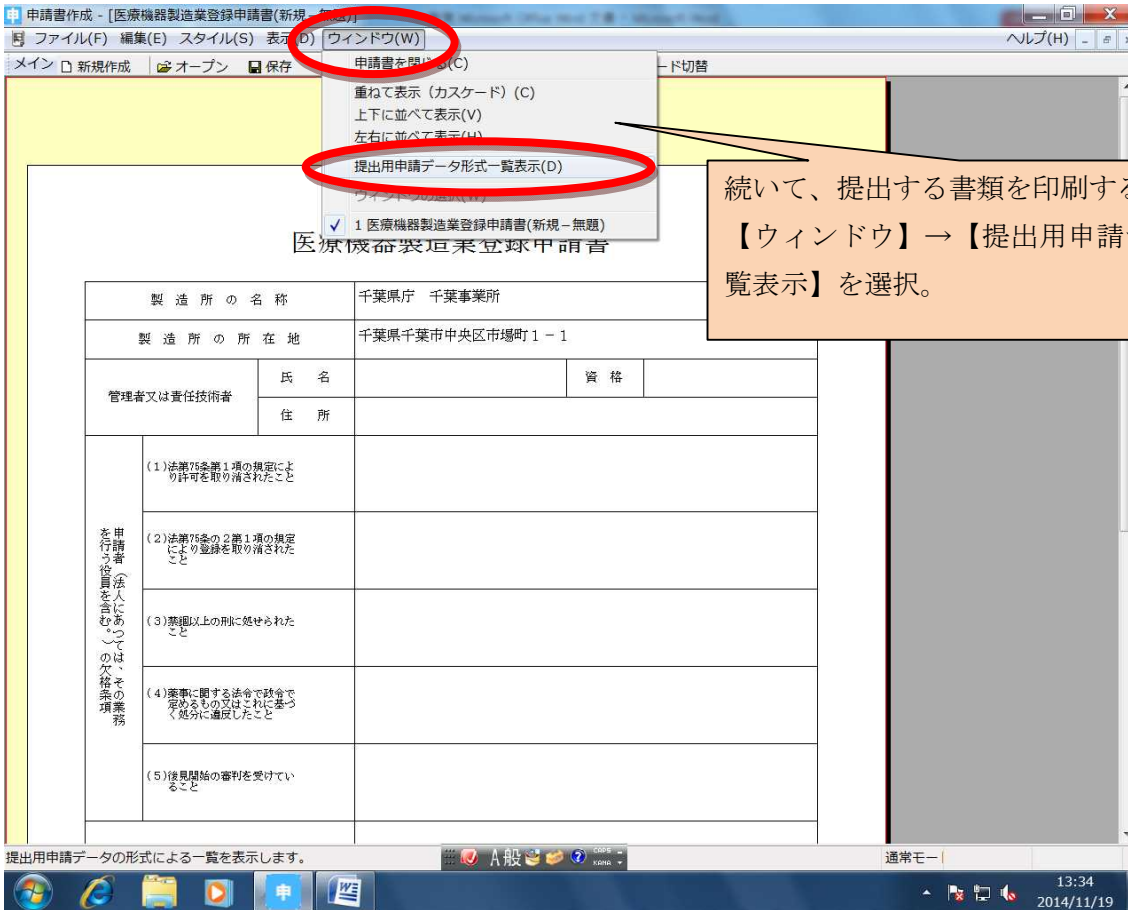 申請書作成 - [医療機器製造業登録申請書(新規－無題)]
ファイル(F) 編集(E) スタイル(S) 表示(D) ウィンドウ(W) ヘルプ(H)
メイン 新規作成 オープン 保存 ード切替
申請書を閉じる(C)
重ねて表示（カスケード）(C)
上下に並べて表示(V)
左右に並べて表示(H)
提出用申請データ形式一覧表示(D)
ウィンドウの選択(W)
✓ 1 医療機器製造業登録申請書(新規－無題)
続いて、提出する書類を印刷する
【ウィンドウ】→【提出用申請
覧表示】を選択。
医療機器製造業登録申請書
製造所の名称 千葉県庁　千葉事業所
製造所の所在地 千葉県千葉市中央区市場町１－１
管理者又は責任技術者 氏名 資格
住所
申請者（法人にあつては、その業務
を行う役員を含む。）の欠格条項
(1)法第75条第１項の規定によ
り許可を取り消されたこと
(2)法第75条の２第１項の規定
により登録を取り消された
こと
(3)禁錮以上の刑に処せられた
こと
(4)薬事に関する法令で政令で
定めるもの又はこれに基づ
く処分に違反したこと
(5)後見開始の審判を受けてい
ること
提出用申請データの形式による一覧を表示します。 A般 CAPS KANA 通常モー
申 13:34
2014/11/19